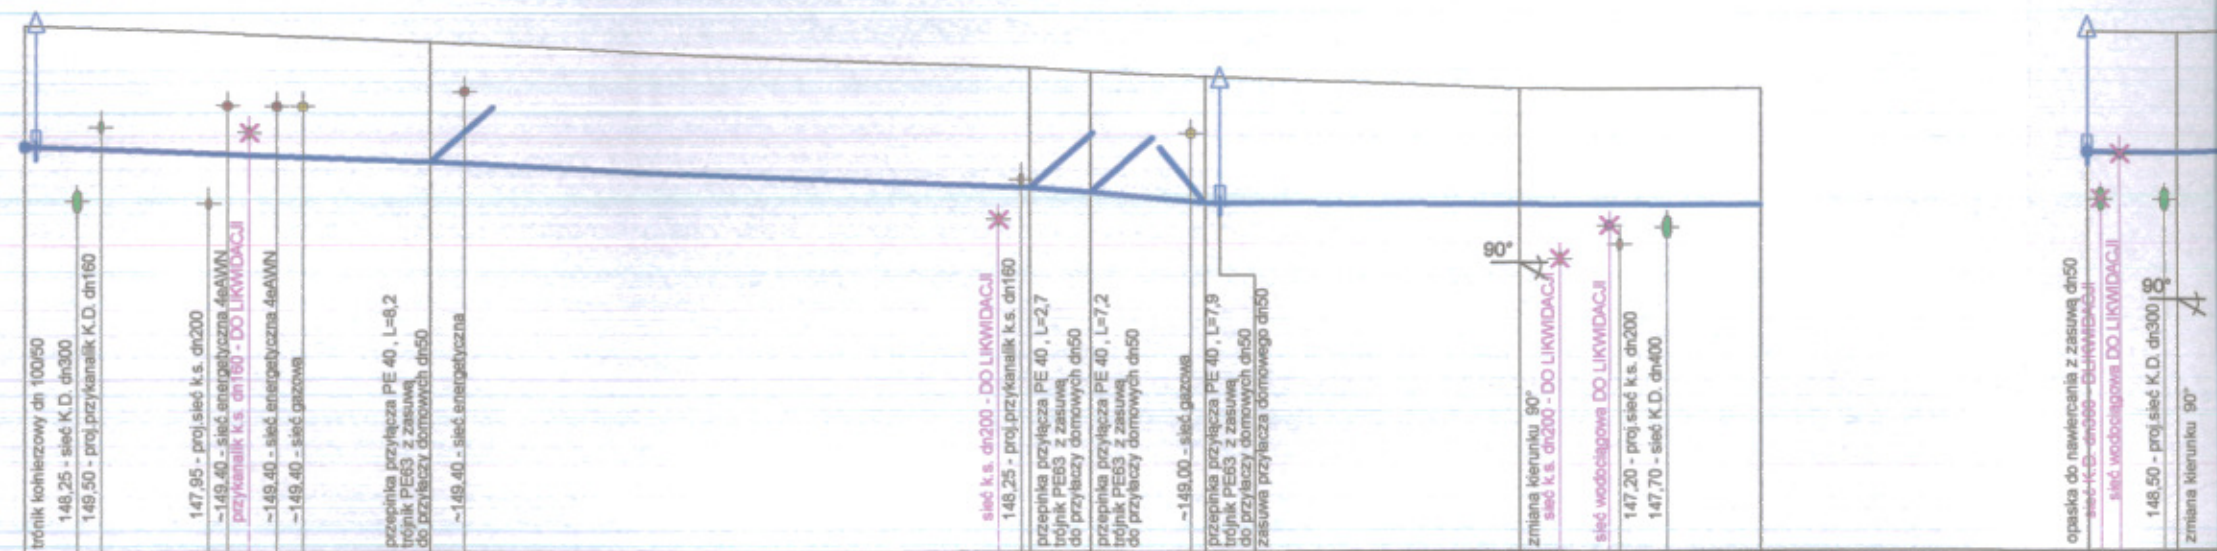 trójnik kołnierzowy dn 100/50
148,25 - sieć K.D. dn300
149,50 - proj.przykanalik K.D. dn160
147,95 - proj.sieć k.s. dn200
~149.40 - sieć energetyczna 4eAWN
przykanalik k.s. dn160 - DO LIKWIDACJI
~149.40 - sieć energetyczna 4eAWN
~149.40 - sieć gazowa
przepinka przyłącza PE 40 , L=8,2
trójnik PE63 z zasuwą
do przyłączy domowych dn50
~149.40 - sieć energetyczna
sieć k.s. dn200 - DO LIKWIDACJI
148,25 - proj.przykanalik k.s. dn160
przepinka przyłącza PE 40 , L=2,7
trójnik PE63 z zasuwą
do przyłączy domowych dn50
przepinka przyłącza PE 40 , L=7,2
trójnik PE63 z zasuwą
do przyłączy domowych dn50
~149,00 - sieć gazowa
przepinka przyłącza PE 40 , L=7,9
trójnik PE63 z zasuwą
do przyłączy domowych dn50
zasuwa przyłącza domowego dn50
90°
zmiana kierunku 90°
sieć k.s. dn200 - DO LIKWIDACJI
sieć wodociągowa DO LIKWIDACJI
147,20 - proj.sieć k.s. dn200
147,70 - sieć K.D. dn400
opaska do nawiercania z zasuwą dn50
sieć K.D. dn300 - DLIKWIDACJI
sieć wodociągowa DO LIKWIDACJI
148,50 - proj.sieć K.D. dn300
90°
zmiana kierunku 90°